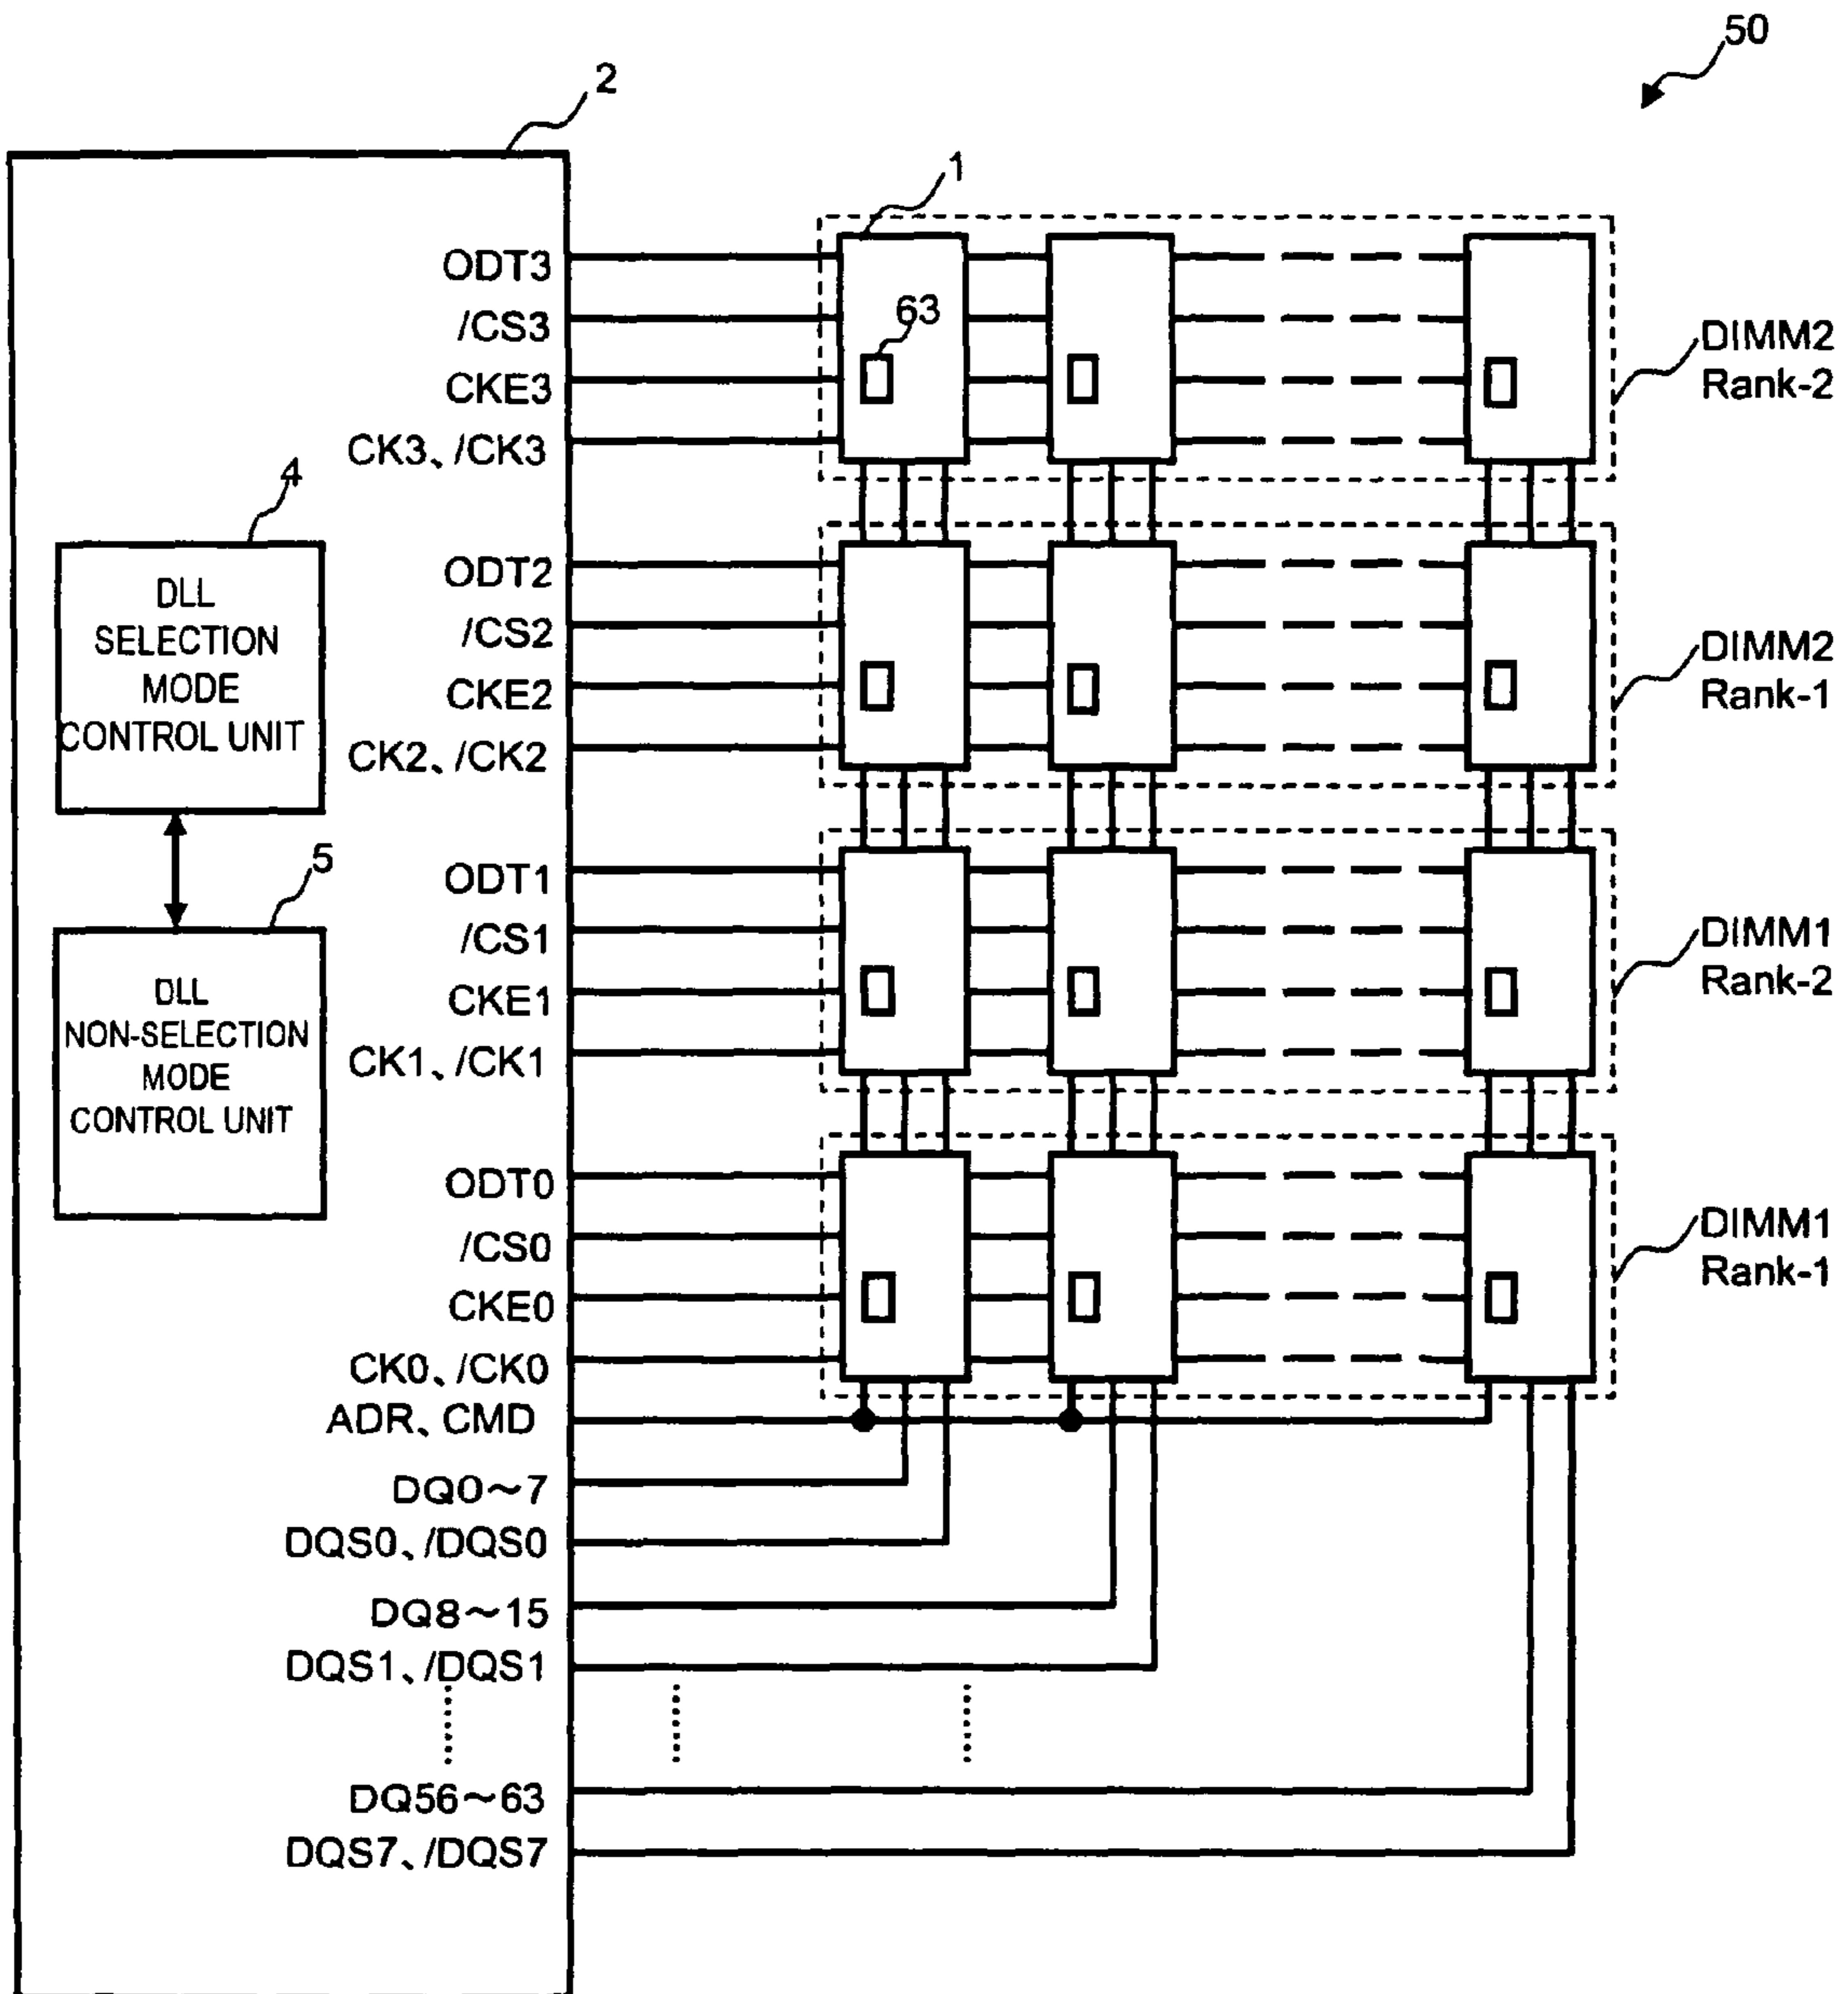 50
2
1
ODT3
/CS3
63
CKE3
CK3、/CK3
DIMM2
Rank-2
4
DLL
SELECTION
MODE
CONTROL UNIT
ODT2
/CS2
CKE2
CK2、/CK2
DIMM2
Rank-1
5
DLL
NON-SELECTION
MODE
CONTROL UNIT
ODT1
/CS1
CKE1
CK1、/CK1
DIMM1
Rank-2
ODT0
/CS0
CKE0
CK0、/CK0
DIMM1
Rank-1
ADR、CMD
DQ0～7
DQS0、/DQS0
DQ8～15
DQS1、/DQS1
DQ56～63
DQS7、/DQS7